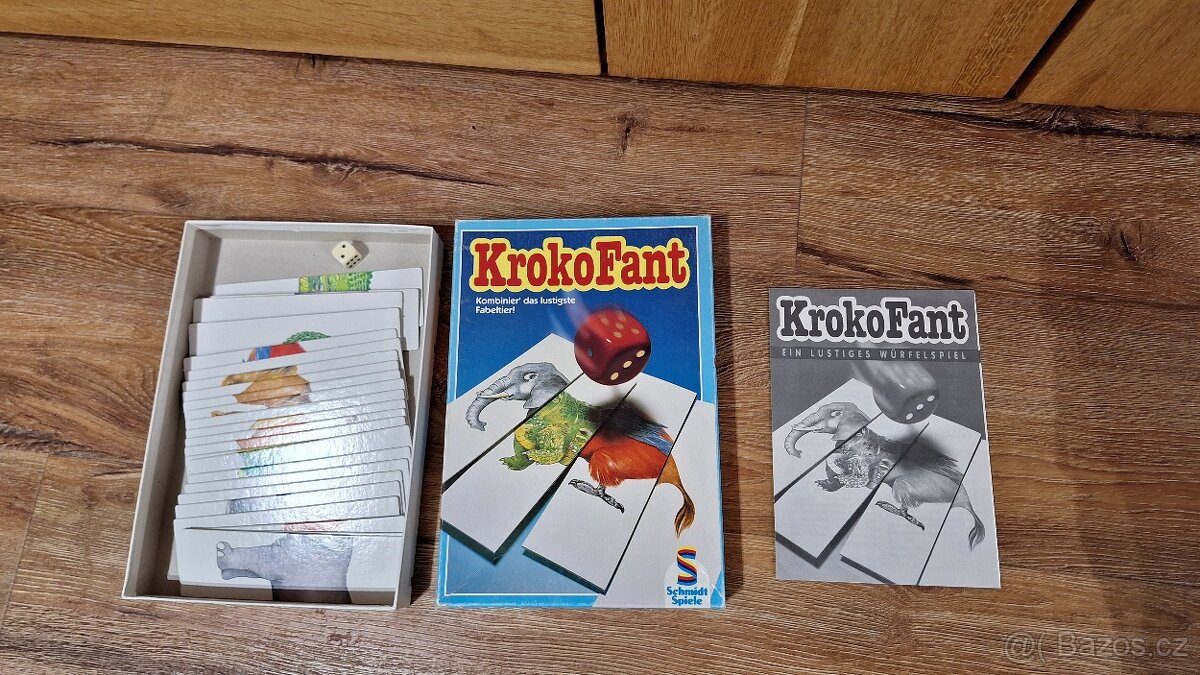 KrokoFant
Kombinier' das lustigste
Fabeltier!
Schmidt
Spiele
KrokoFant
EIN LUSTIGES WÜRFELSPIEL
@( Bazos.cz